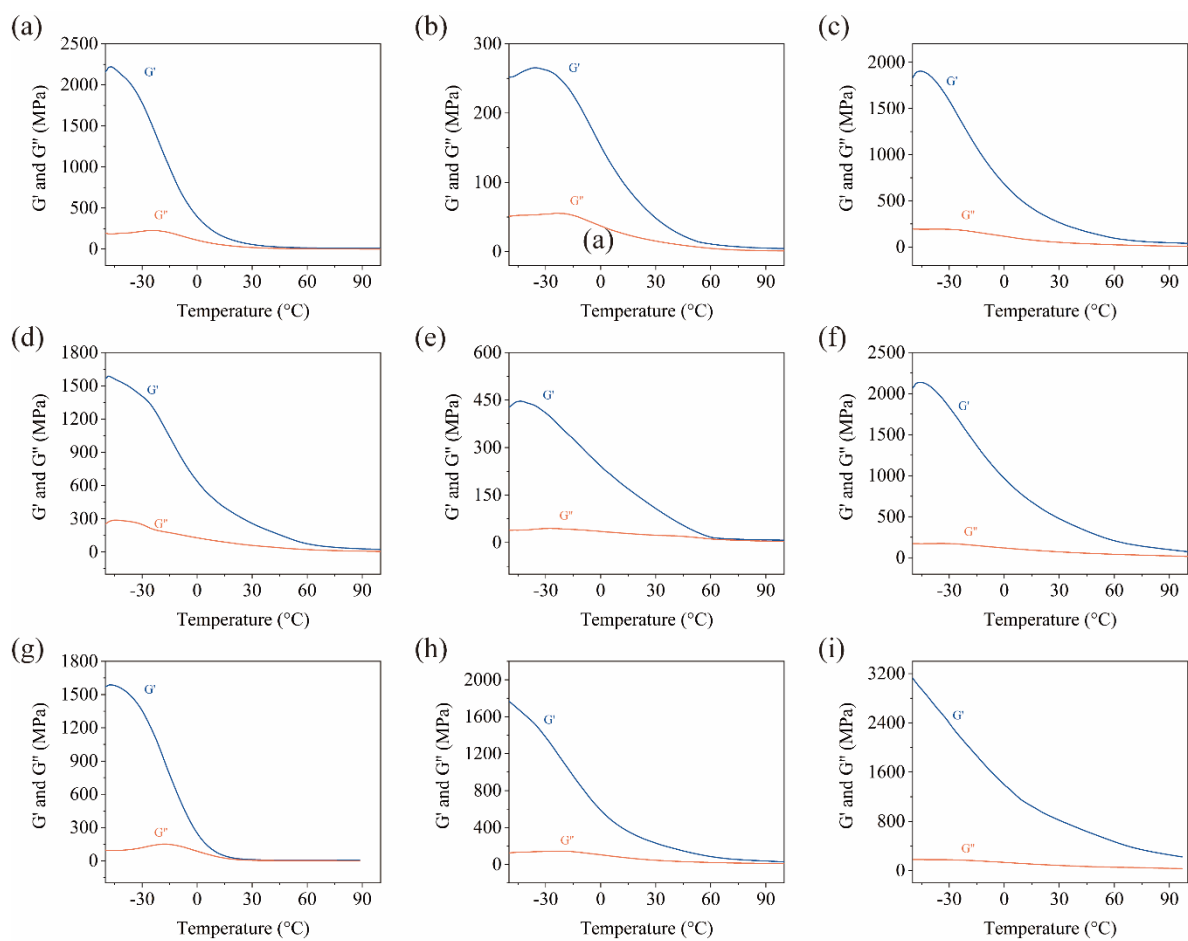 (a)
G' and G'' (MPa)
2500
2000
1500
1000
500
0
G'
G''
-30 0 30 60 90
Temperature (°C)
(b)
G' and G'' (MPa)
300
200
100
0
G'
G''
(a)
-30 0 30 60 90
Temperature (°C)
(c)
G' and G'' (MPa)
2000
1500
1000
500
0
G'
G''
-30 0 30 60 90
Temperature (°C)
(d)
G' and G'' (MPa)
1800
1500
1200
900
600
300
0
G'
G''
-30 0 30 60 90
Temperature (°C)
(e)
G' and G'' (MPa)
600
450
300
150
0
G'
G''
-30 0 30 60 90
Temperature (°C)
(f)
G' and G'' (MPa)
2500
2000
1500
1000
500
0
G'
G''
-30 0 30 60 90
Temperature (°C)
(g)
G' and G'' (MPa)
1800
1500
1200
900
600
300
0
G'
G''
-30 0 30 60 90
Temperature (°C)
(h)
G' and G'' (MPa)
2000
1600
1200
800
400
0
G'
G''
-30 0 30 60 90
Temperature (°C)
(i)
G' and G'' (MPa)
3200
2400
1600
800
0
G'
G''
-30 0 30 60 90
Temperature (°C)